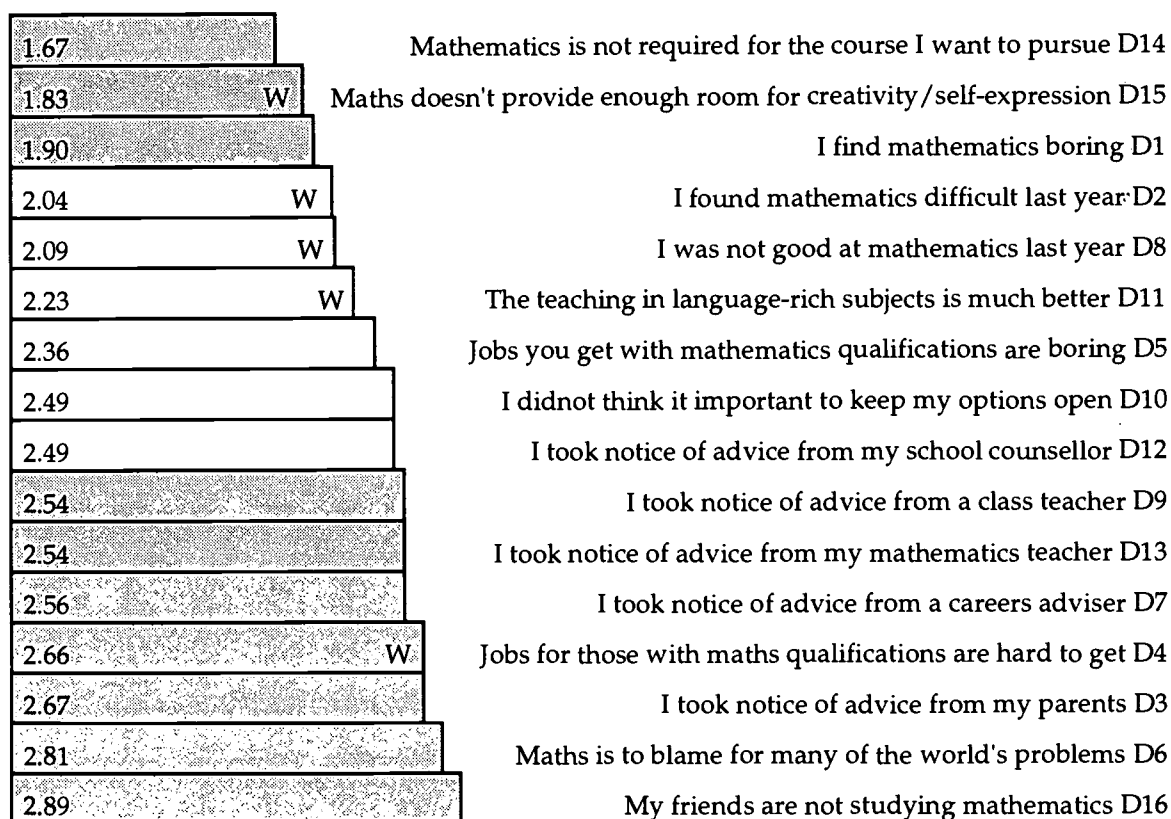 1.67 Mathematics is not required for the course I want to pursue D14
1.83 W Maths doesn't provide enough room for creativity/self-expression D15
1.90 I find mathematics boring D1
2.04 W I found mathematics difficult last year D2
2.09 W I was not good at mathematics last year D8
2.23 W The teaching in language-rich subjects is much better D11
2.36 Jobs you get with mathematics qualifications are boring D5
2.49 I didnot think it important to keep my options open D10
2.49 I took notice of advice from my school counsellor D12
2.54 I took notice of advice from a class teacher D9
2.54 I took notice of advice from my mathematics teacher D13
2.56 I took notice of advice from a careers adviser D7
2.66 W Jobs for those with maths qualifications are hard to get D4
2.67 I took notice of advice from my parents D3
2.81 Maths is to blame for many of the world's problems D6
2.89 My friends are not studying mathematics D16